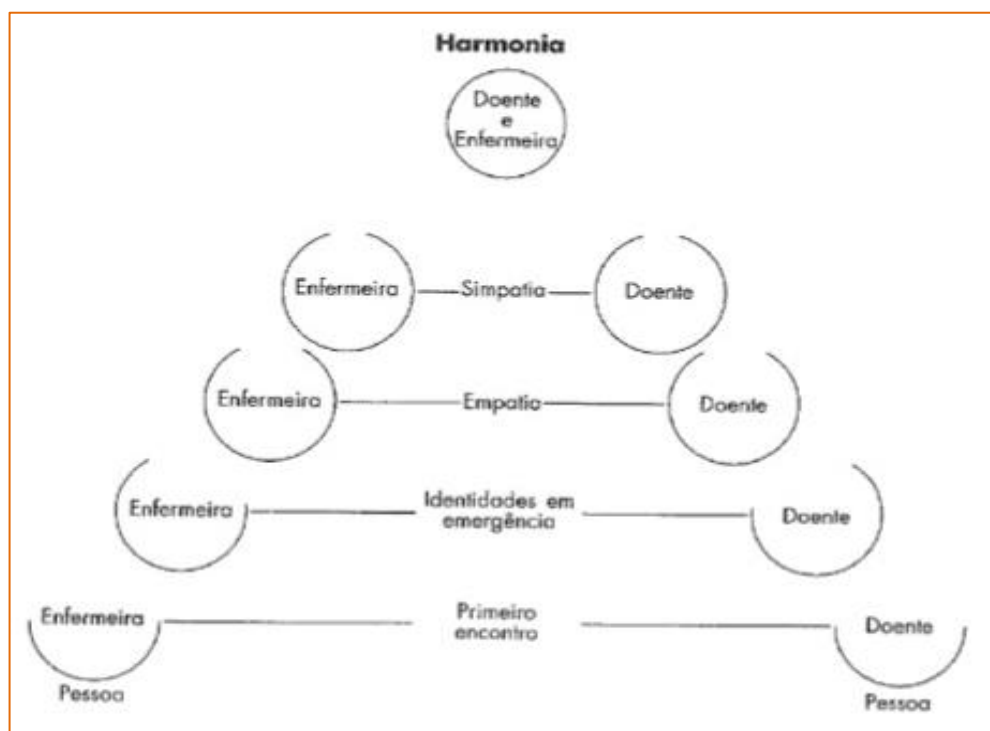 Harmonia
Doente
e
Enfermeira
Enfermeira Simpatia Doente
Enfermeira Empatia Doente
Enfermeira Identidades em emergência Doente
Enfermeira Primeiro encontro Doente
Pessoa Pessoa